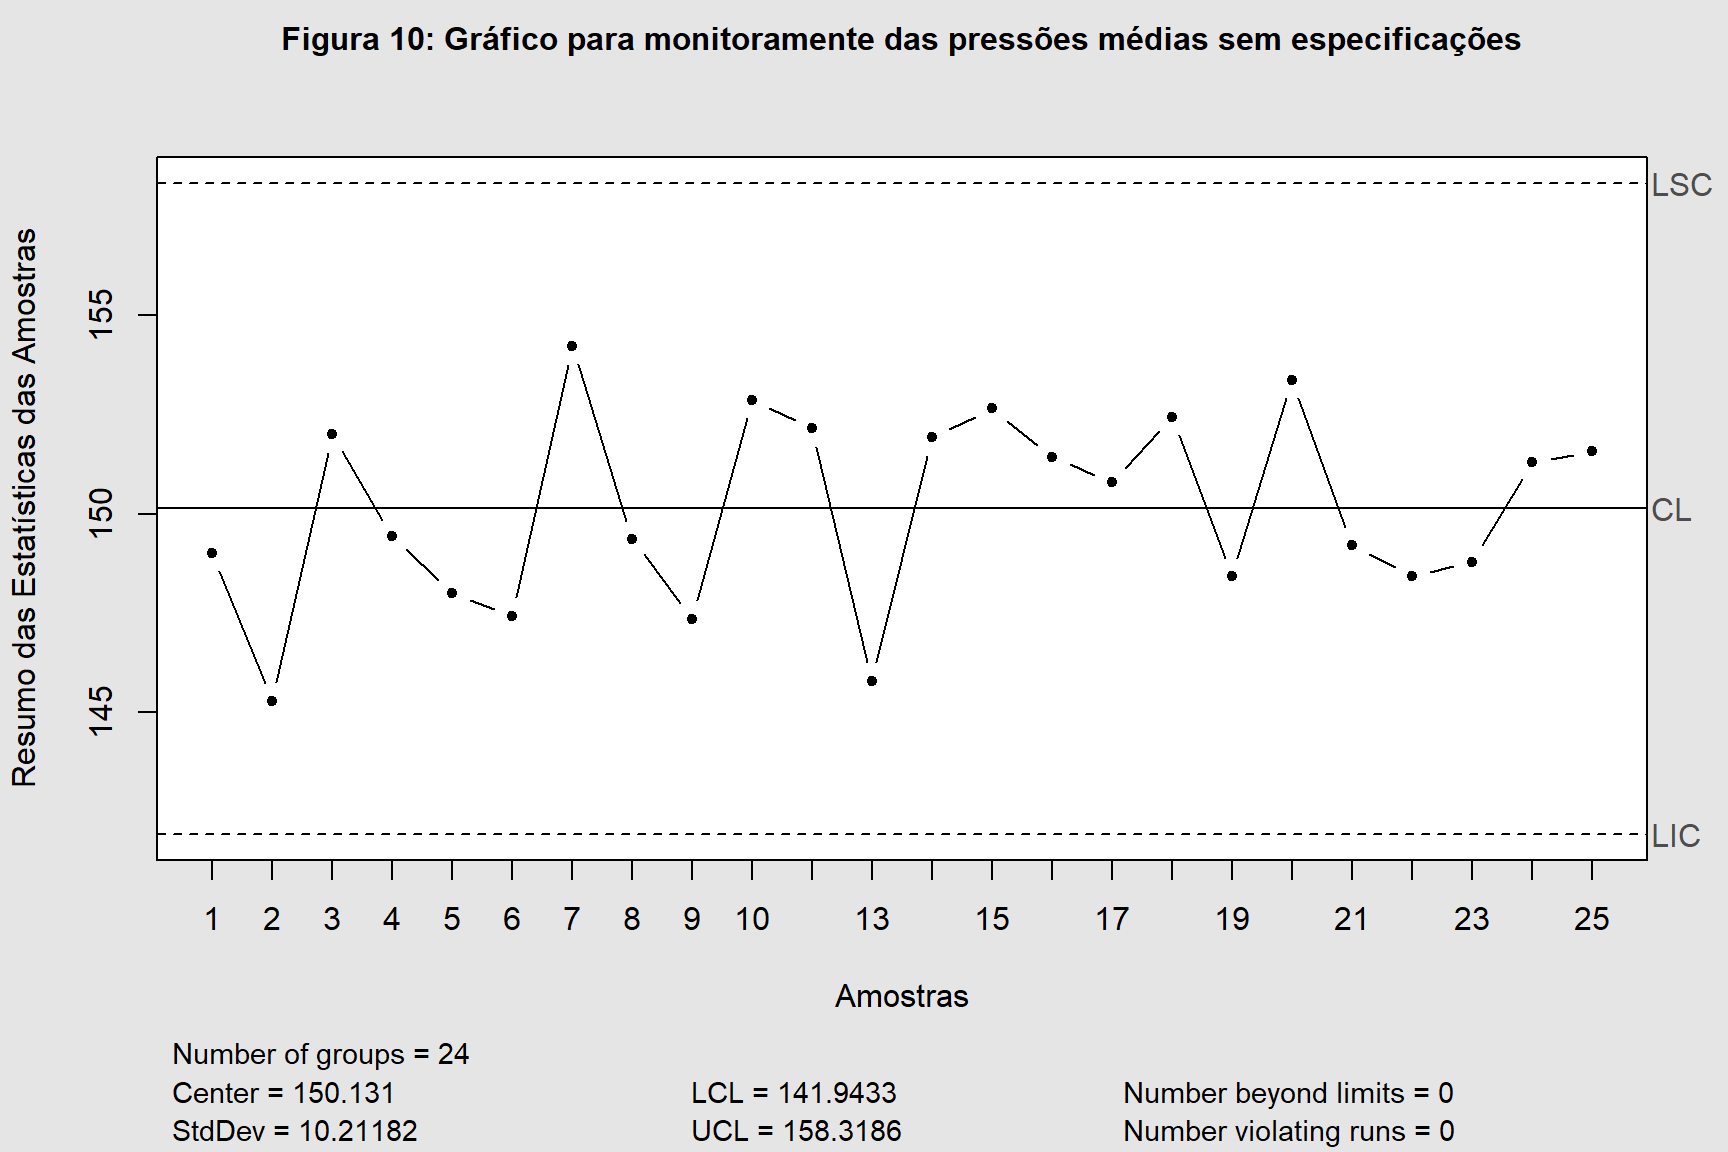 Figura 10: Gráfico para monitoramente das pressões médias sem especificações
Resumo das Estatísticas das Amostras
155
150
145
LSC
CL
LIC
1 2 3 4 5 6 7 8 9 10 13 15 17 19 21 23 25
Amostras
Number of groups = 24
Center = 150.131 LCL = 141.9433 Number beyond limits = 0
StdDev = 10.21182 UCL = 158.3186 Number violating runs = 0